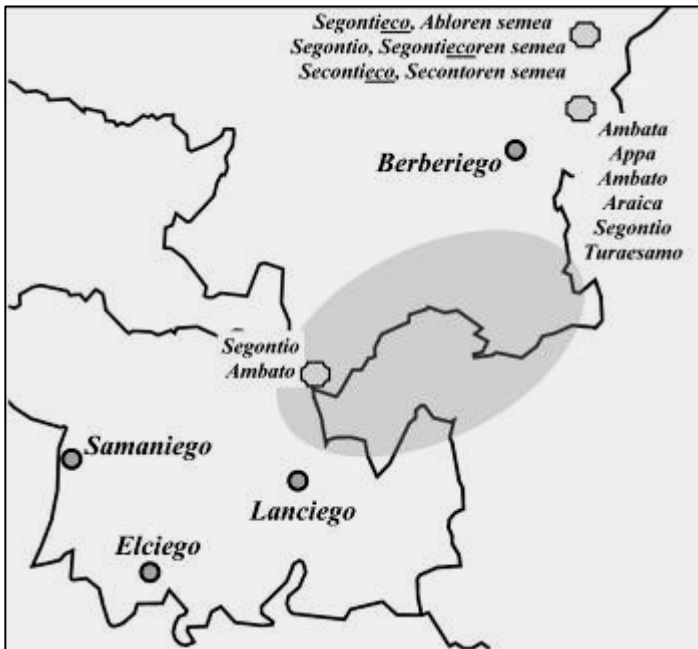 Segontieco, Abloren semea
Segontio, Segontiecoren semea
Secontieco, Secontoren semea
Berberiego
Ambata
Appa
Ambato
Araica
Segontio
Turaesamo
Segontio
Ambato
Samaniego
Lanciego
Elciego